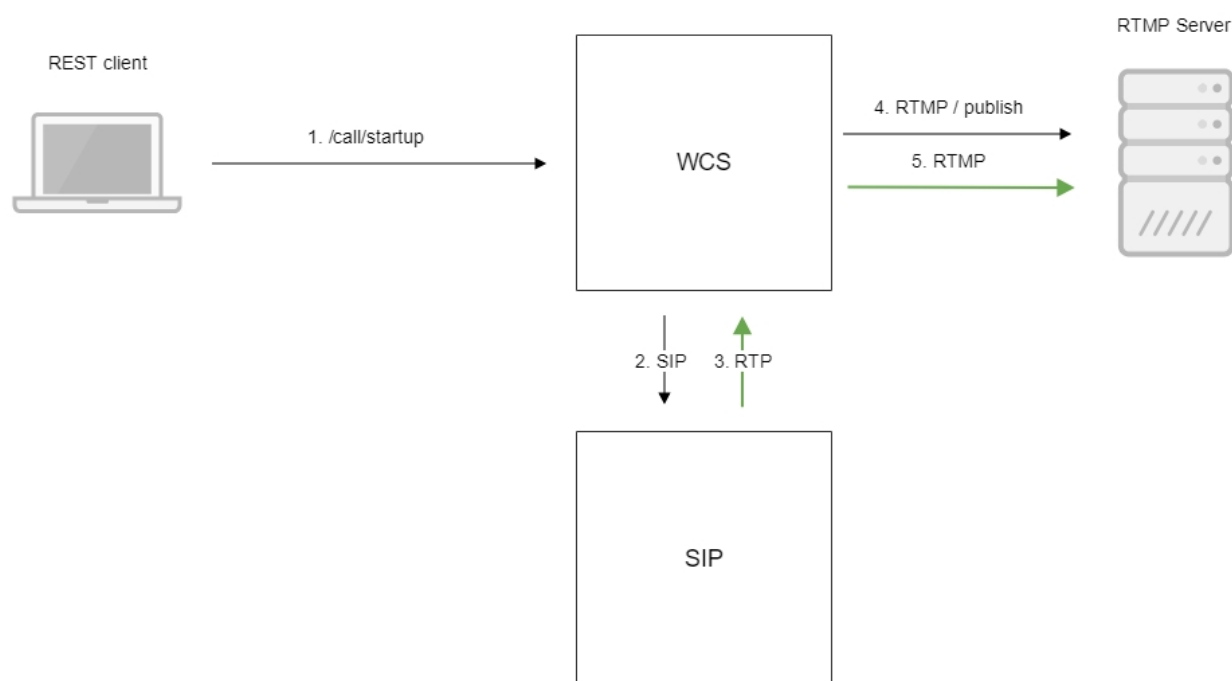 RTMP Server
REST client
4. RTMP / publish
1. /call/startup
WCS
5. RTMP
2. SIP
3. RTP
SIP